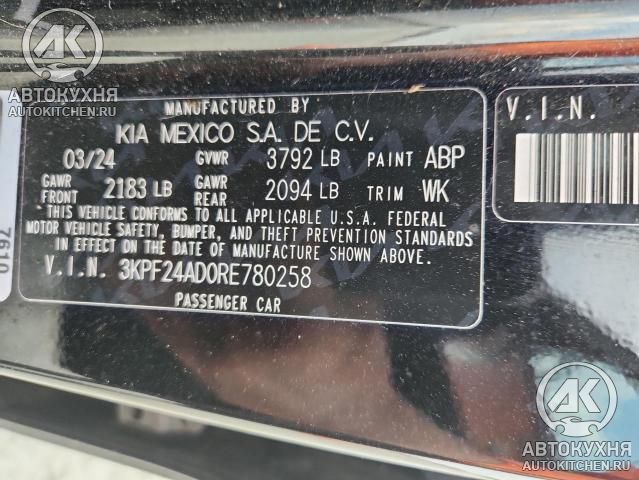 AK
АВТОКУХНЯ
AUTOKITCHEN.RU
MANUFACTURED BY
KIA MEXICO S.A. DE C.V.
03/24 GVWR 3792 LB PAINT ABP
GAWR FRONT 2183 LB GAWR REAR 2094 LB TRIM WK
THIS VEHICLE CONFORMS TO ALL APPLICABLE U.S.A. FEDERAL
MOTOR VEHICLE SAFETY, BUMPER, AND THEFT PREVENTION STANDARDS
IN EFFECT ON THE DATE OF MANUFACTURE SHOWN ABOVE.
V.I.N. 3KPF24AD0RE780258
PASSENGER CAR
V.I.N.
7610
AK
АВТОКУХНЯ
AUTOKITCHEN.RU